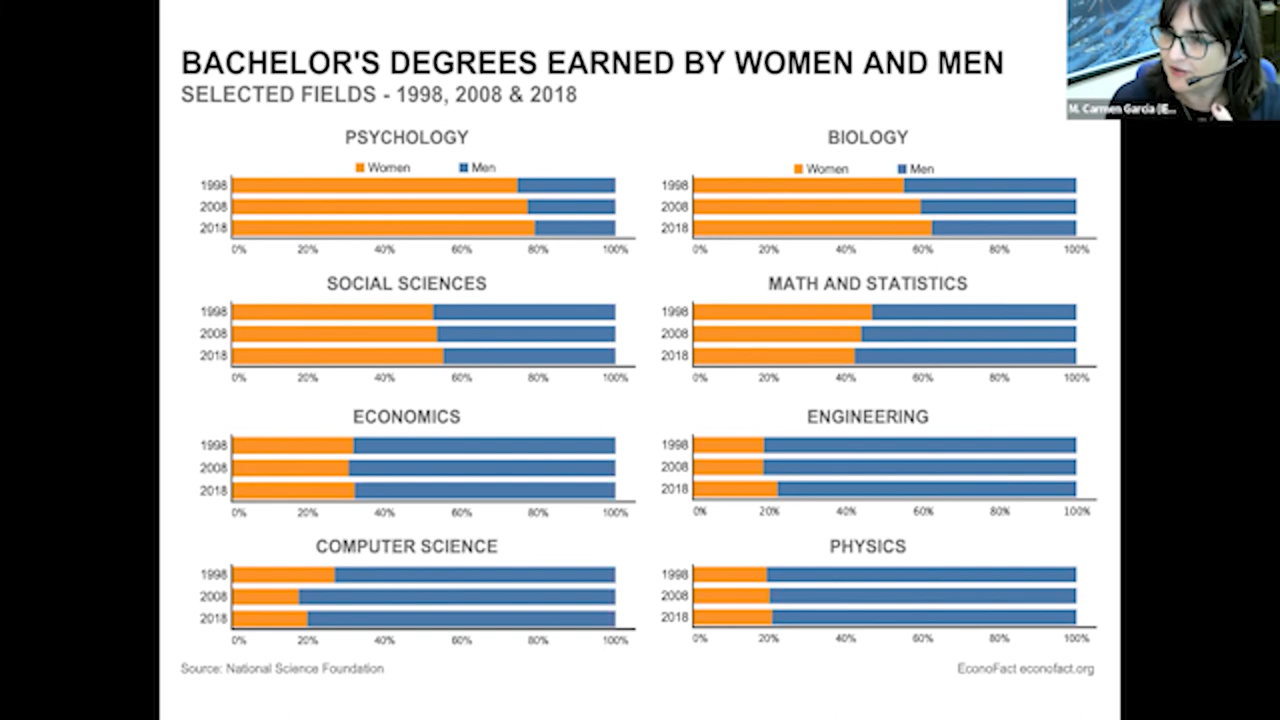 BACHELOR'S DEGREES EARNED BY WOMEN AND MEN
SELECTED FIELDS - 1998, 2008 & 2018
M. Carmen Garcia (IE...
PSYCHOLOGY
Women Men
1998
2008
2018
0% 20% 40% 60% 80% 100%
BIOLOGY
Women Men
1998
2008
2018
0% 20% 40% 60% 80% 100%
SOCIAL SCIENCES
1998
2008
2018
0% 20% 40% 60% 80% 100%
MATH AND STATISTICS
1998
2008
2018
0% 20% 40% 60% 80% 100%
ECONOMICS
1998
2008
2018
0% 20% 40% 60% 80% 100%
ENGINEERING
1998
2008
2018
0% 20% 40% 60% 80% 100%
COMPUTER SCIENCE
1998
2008
2018
0% 20% 40% 60% 80% 100%
PHYSICS
1998
2008
2018
0% 20% 40% 60% 80% 100%
Source: National Science Foundation
EconoFact econofact.org